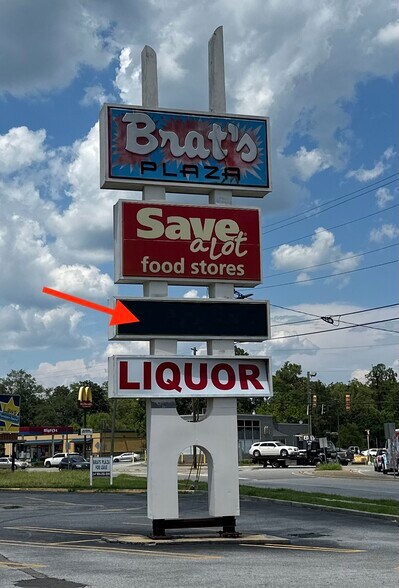 Brat's
PLAZA
Save
a lot
food stores
LIQUOR